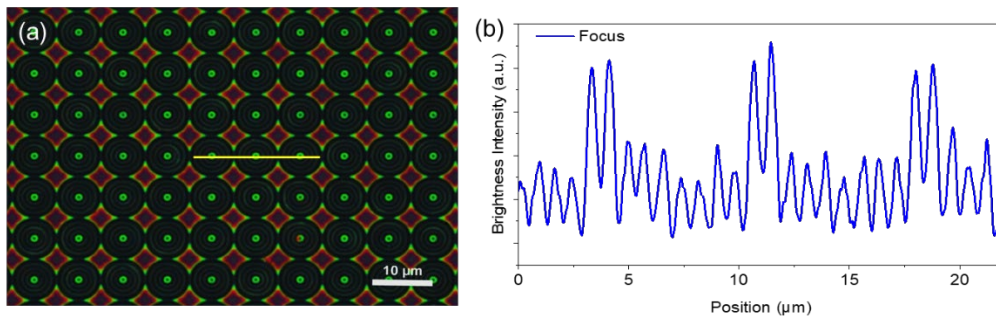 (a)
10 µm
(b)
Focus
Brightness Intensity (a.u.)
0
5
10
15
20
Position (µm)